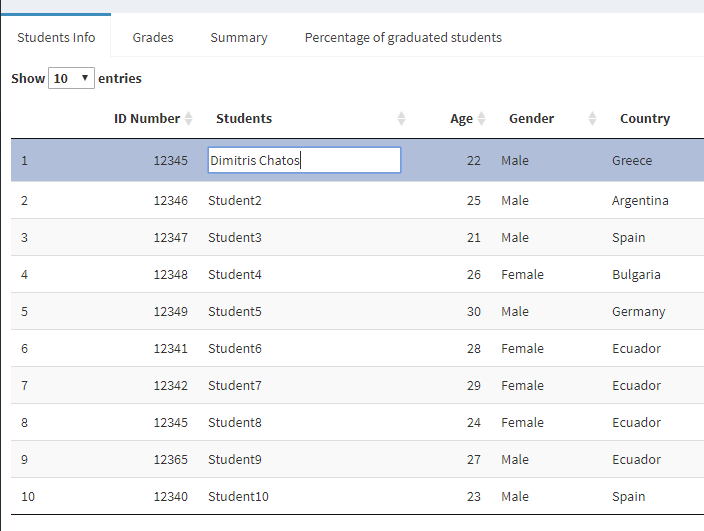 Students Info Grades Summary Percentage of graduated students
Show 10 entries
ID Number Students Age Gender Country
1 12345 Dimitris Chatos 22 Male Greece
2 12346 Student2 25 Male Argentina
3 12347 Student3 21 Male Spain
4 12348 Student4 26 Female Bulgaria
5 12349 Student5 30 Male Germany
6 12341 Student6 28 Female Ecuador
7 12342 Student7 29 Female Ecuador
8 12345 Student8 24 Female Ecuador
9 12365 Student9 27 Male Ecuador
10 12340 Student10 23 Male Spain